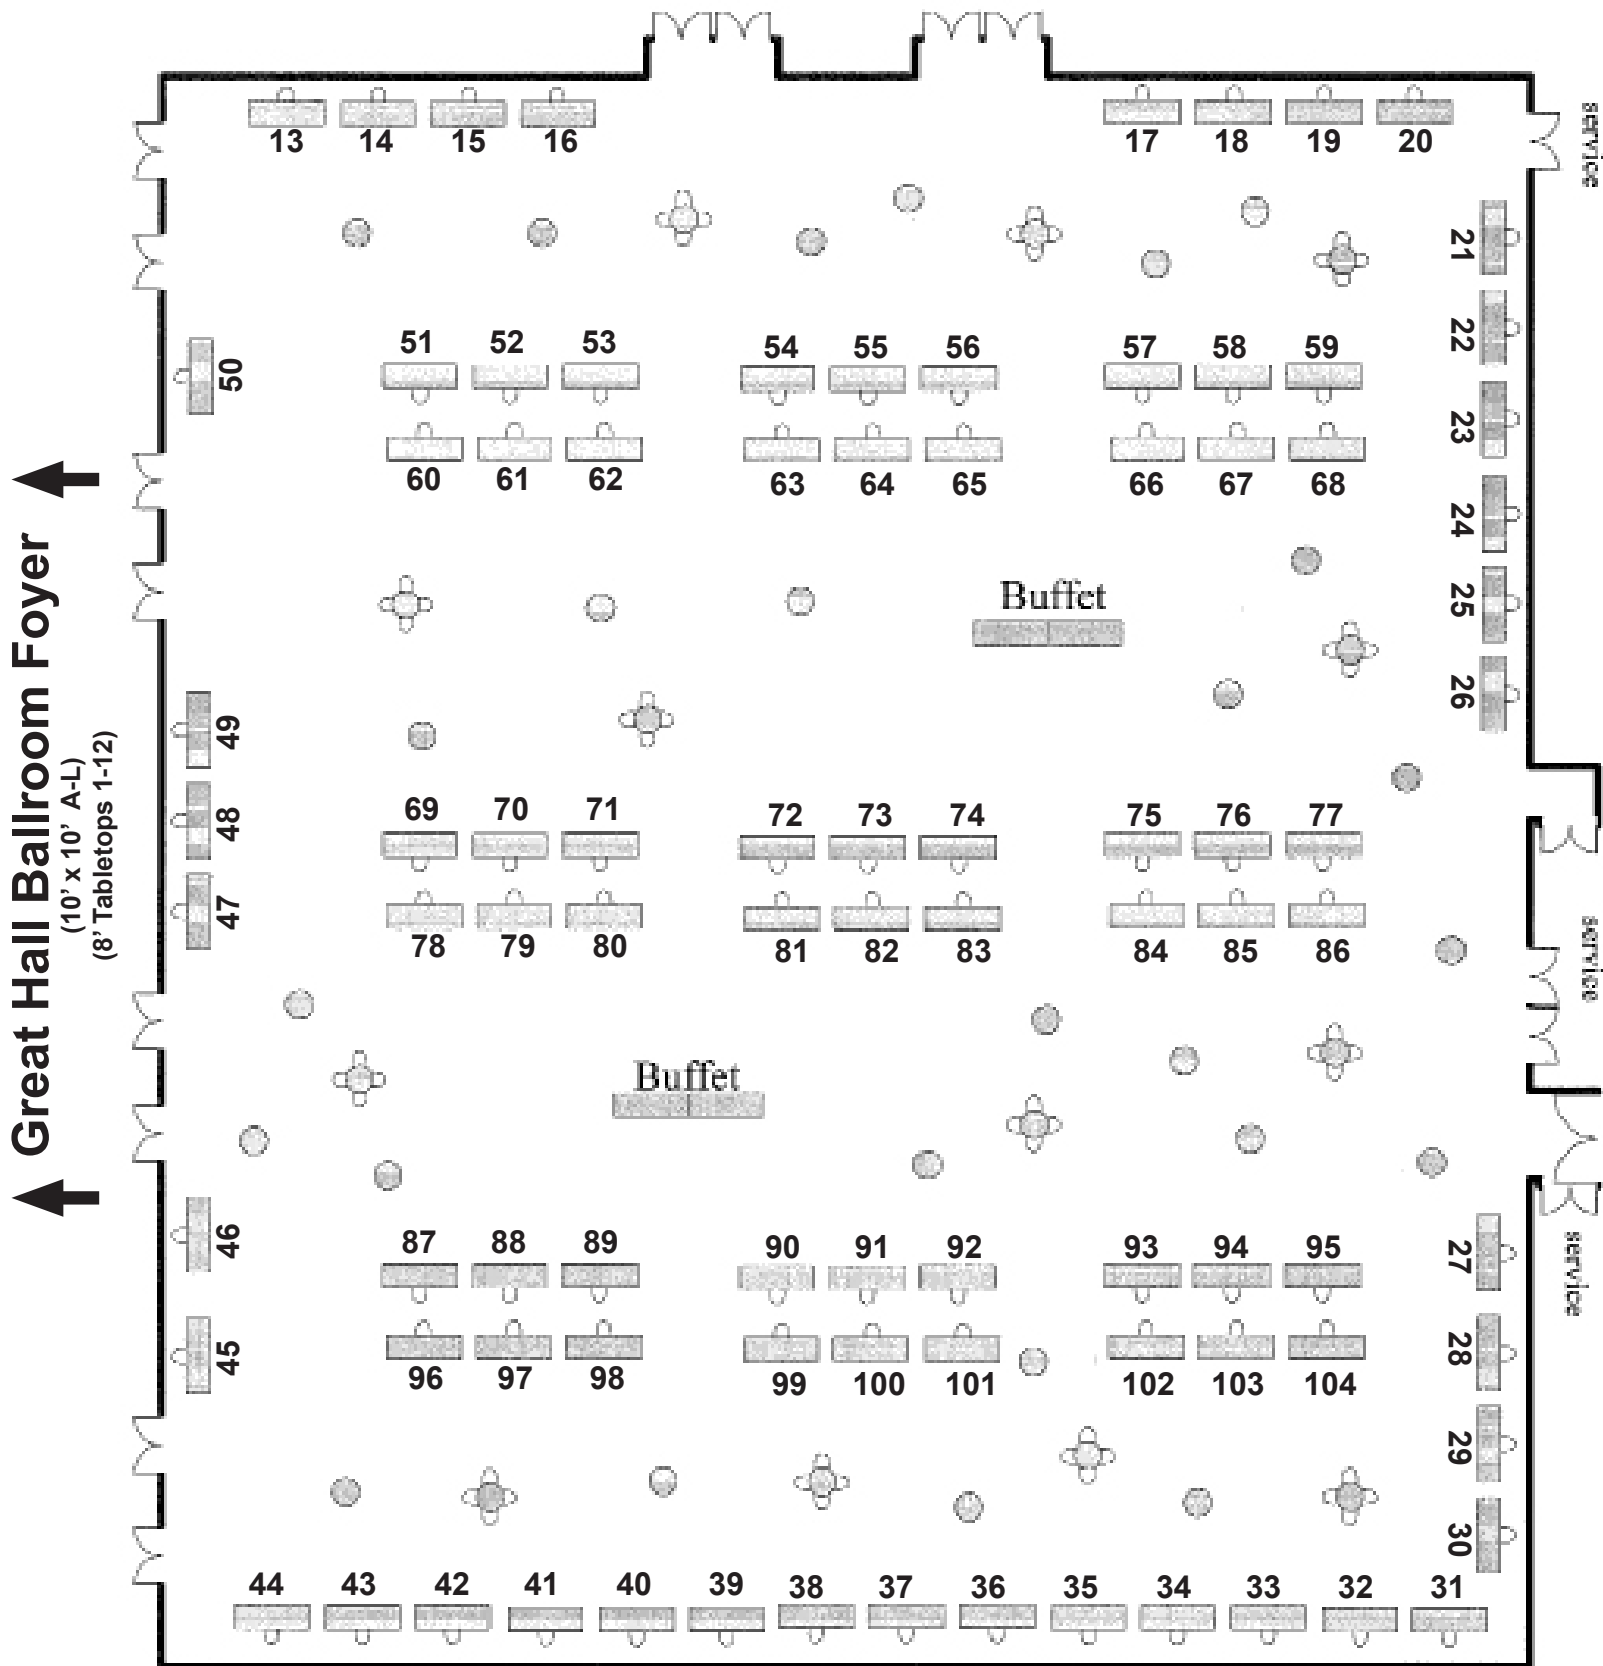 13 14 15 16 17 18 19 20
service
21
22
23
24
25
26
50
51 52 53 54 55 56 57 58 59
60 61 62 63 64 65 66 67 68
Buffet
Great Hall Ballroom Foyer
(10' x 10' A-L)
(8' Tabletops 1-12)
49
48
47
69 70 71 72 73 74 75 76 77
78 79 80 81 82 83 84 85 86
service
Buffet
46
45
87 88 89 90 91 92 93 94 95
96 97 98 99 100 101 102 103 104
service
27
28
29
30
44 43 42 41 40 39 38 37 36 35 34 33 32 31